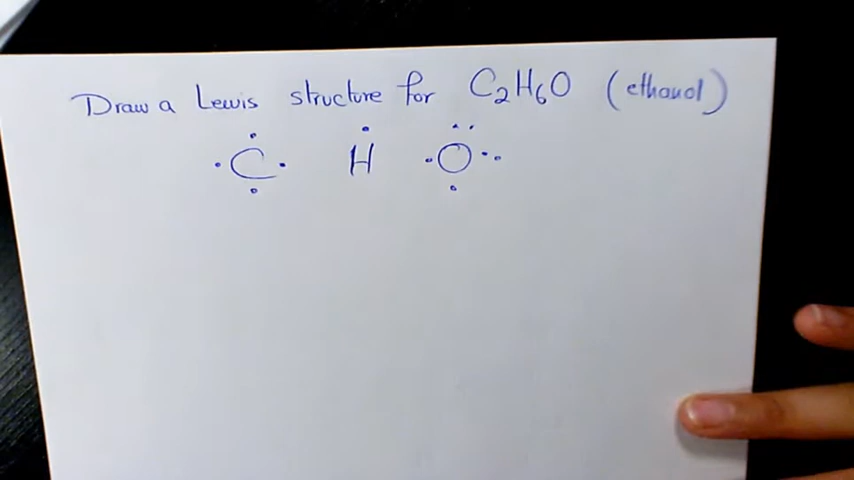 Draw a Lewis structure for C₂H₆O (ethanol)
C H O